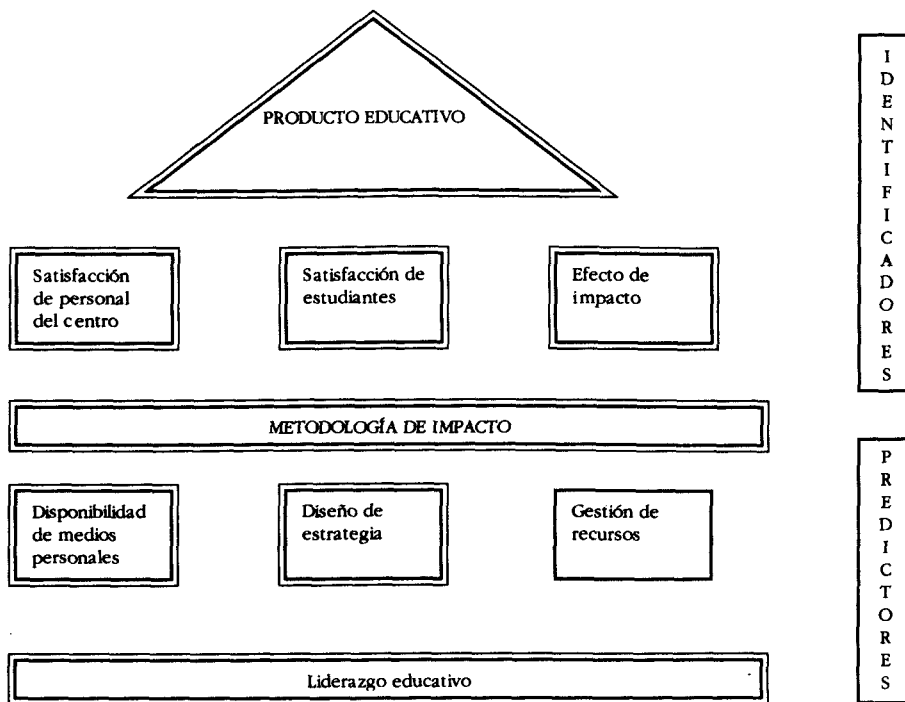 PRODUCTO EDUCATIVO
Satisfacción
de personal
del centro
Satisfacción de
estudiantes
Efecto de
impacto
METODOLOGÍA DE IMPACTO
Disponibilidad
de medios
personales
Diseño de
estrategia
Gestión de
recursos
Liderazgo educativo
I
D
E
N
T
I
F
I
C
A
D
O
R
E
S
P
R
E
D
I
C
T
O
R
E
S